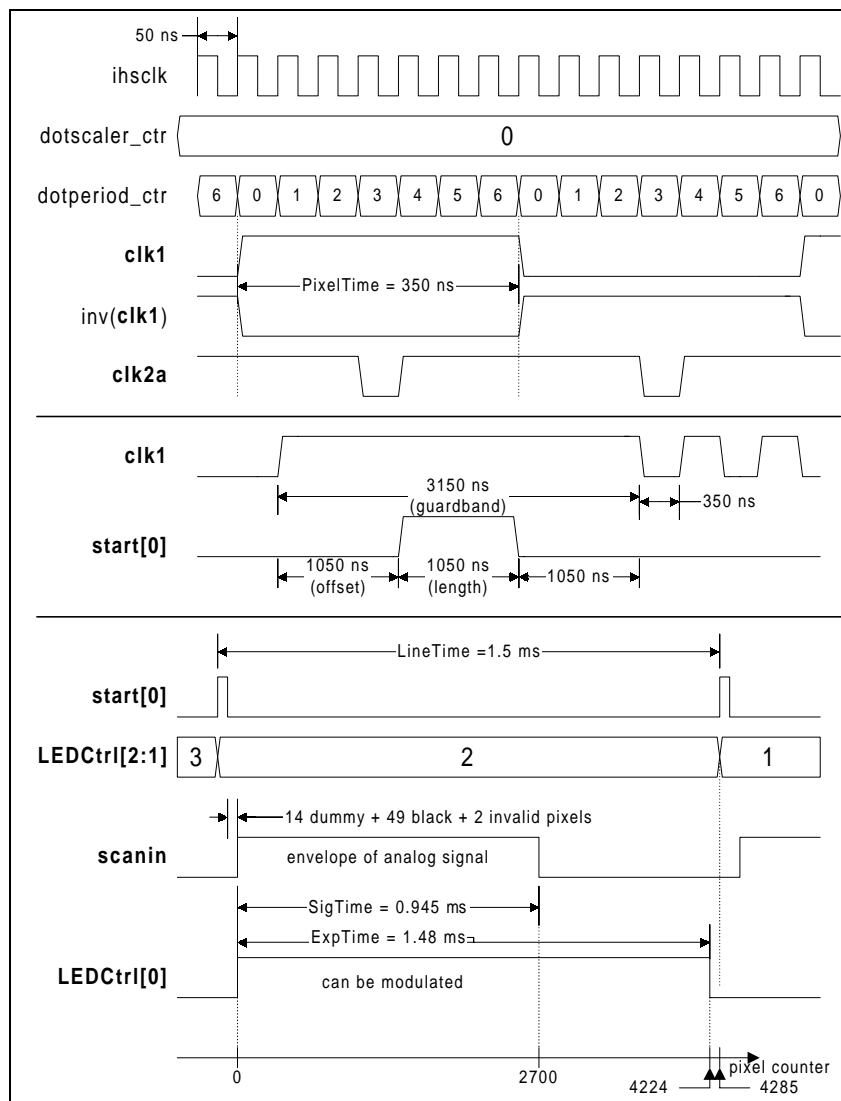 50 ns
ihsclk
dotscaler_ctr
0
dotperiod_ctr
6 0 1 2 3 4 5 6 0 1 2 3 4 5 6 0
clk1
PixelTime = 350 ns
inv(clk1)
clk2a
clk1
3150 ns
(guardband)
350 ns
start[0]
1050 ns
(offset)
1050 ns
(length)
1050 ns
LineTime =1.5 ms
start[0]
LEDCtrl[2:1]
3 2 1
14 dummy + 49 black + 2 invalid pixels
scanin
envelope of analog signal
SigTime = 0.945 ms
ExpTime = 1.48 ms
LEDCtrl[0]
can be modulated
pixel counter
0 2700
4224 4285